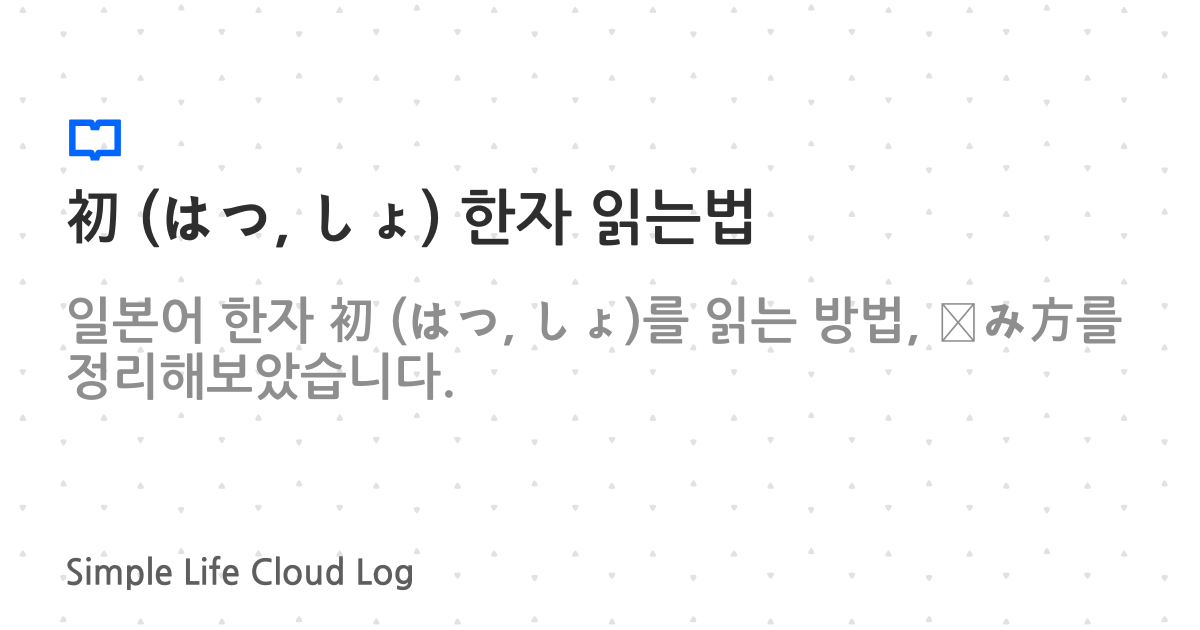 初 (はつ, しょ) 한자 읽는법
일본어 한자 初 (はつ, しょ)를 읽는 방법, み方를
정리해보았습니다.
Simple Life Cloud Log